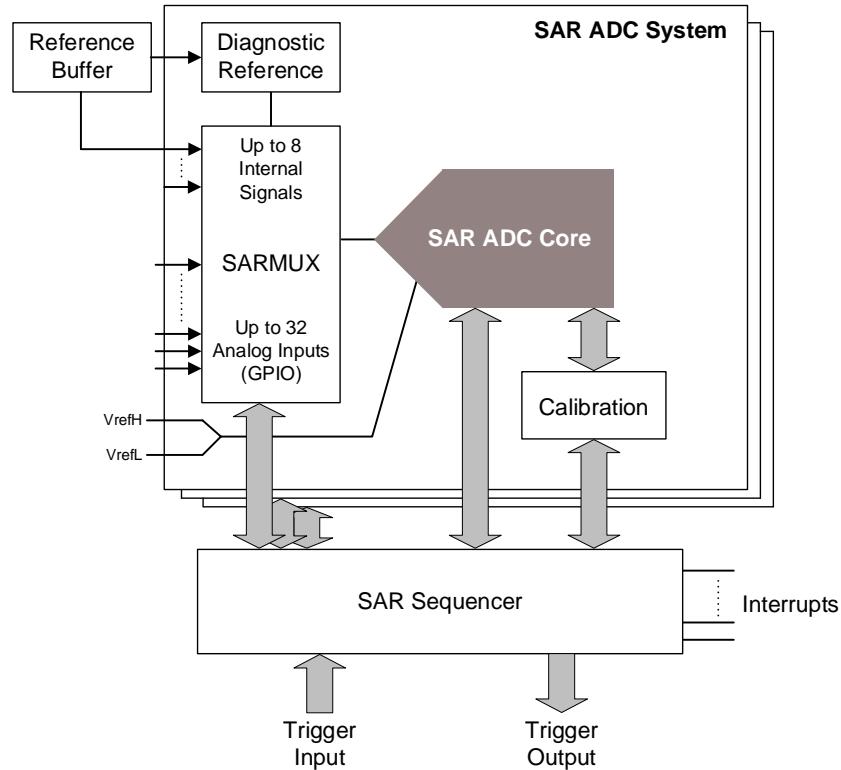 SAR ADC System
Reference
Buffer
Diagnostic
Reference
Up to 8
Internal
Signals
SARMUX
Up to 32
Analog Inputs
(GPIO)
SAR ADC Core
VrefH
VrefL
Calibration
SAR Sequencer
Interrupts
Trigger
Input
Trigger
Output